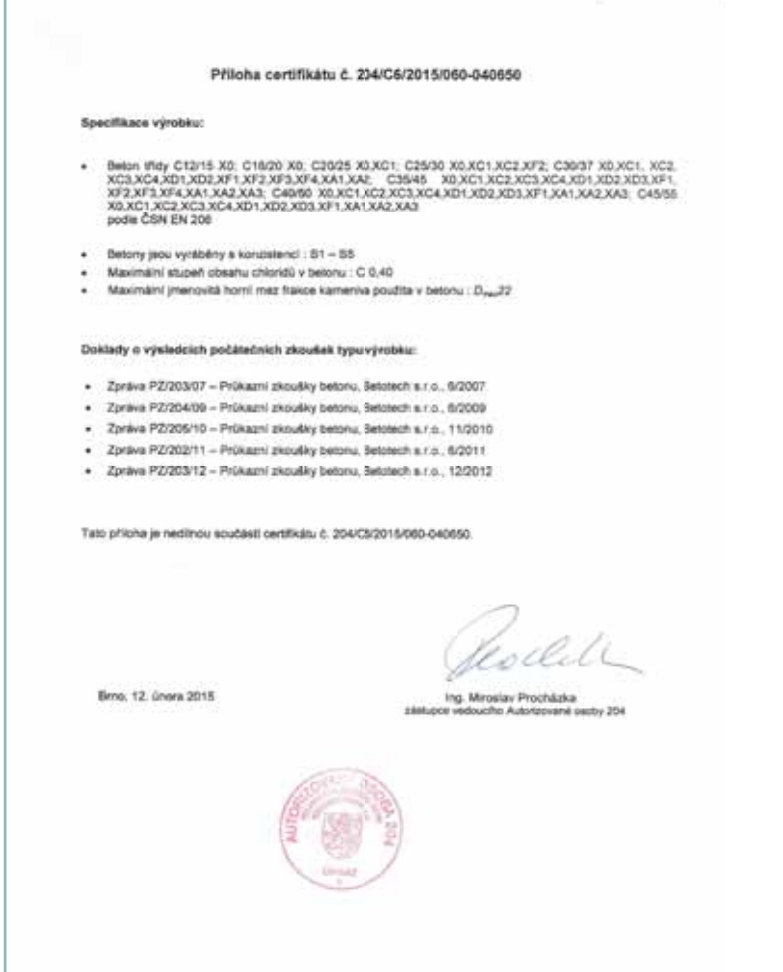 Příloha certifikátu č. 204/C5/2015/060-040650
Specifikace výrobku:
• Beton třídy C12/15 X0; C16/20 X0; C20/25 X0,XC1; C25/30 X0,XC1,XC2,XF2; C30/37 X0,XC1, XC2,
XC3,XC4,XD1,XD2,XF1,XF2,XF3,XF4,XA1,XA2; C35/45 X0,XC1,XC2,XC3,XC4,XD1,XD2,XD3,XF1,
XF2,XF3,XF4,XA1,XA2,XA3; C40/50 X0,XC1,XC2,XC3,XC4,XD1,XD2,XD3,XF1,XA1,XA2,XA3; C45/55
X0,XC1,XC2,XC3,XC4,XD1,XD2,XD3,XF1,XA1,XA2,XA3
podle ČSN EN 206
• Betony jsou vyráběny s konzistencí : S1 – S5
• Maximální stupeň obsahu chloridů v betonu : C 0,40
• Maximální jmenovitá horní mez frakce kameniva použitá v betonu : Dmax22
Doklady o výsledcích počátečních zkoušek typu výrobku:
• Zpráva PZ/203/07 – Průkazní zkoušky betonu, Betotech s.r.o., 6/2007
• Zpráva PZ/204/09 – Průkazní zkoušky betonu, Betotech s.r.o., 6/2009
• Zpráva PZ/205/10 – Průkazní zkoušky betonu, Betotech s.r.o., 11/2010
• Zpráva PZ/202/11 – Průkazní zkoušky betonu, Betotech s.r.o., 6/2011
• Zpráva PZ/203/12 – Průkazní zkoušky betonu, Betotech s.r.o., 12/2012
Tato příloha je nedílnou součástí certifikátu č. 204/C5/2015/060-040650.
Brno, 12. února 2015
Ing. Miroslav Procházka
zástupce vedoucího Autorizované osoby 204
AUTORIZOVANÁ OSOBA 204